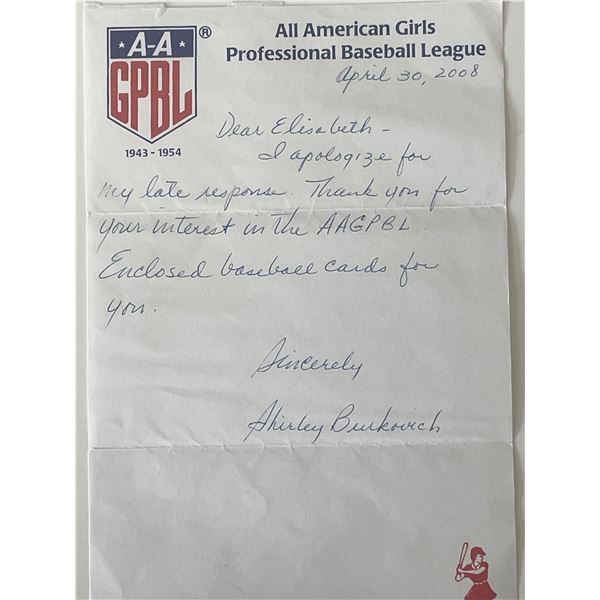 A-A
GPBL
®
1943 - 1954
All American Girls
Professional Baseball League
April 30, 2008
Dear Elisabeth -
I apologize for
my late response. Thank you for
your interest in the AAGPBL.
Enclosed baseball cards for
you.
Sincerely
Shirley Burkovich